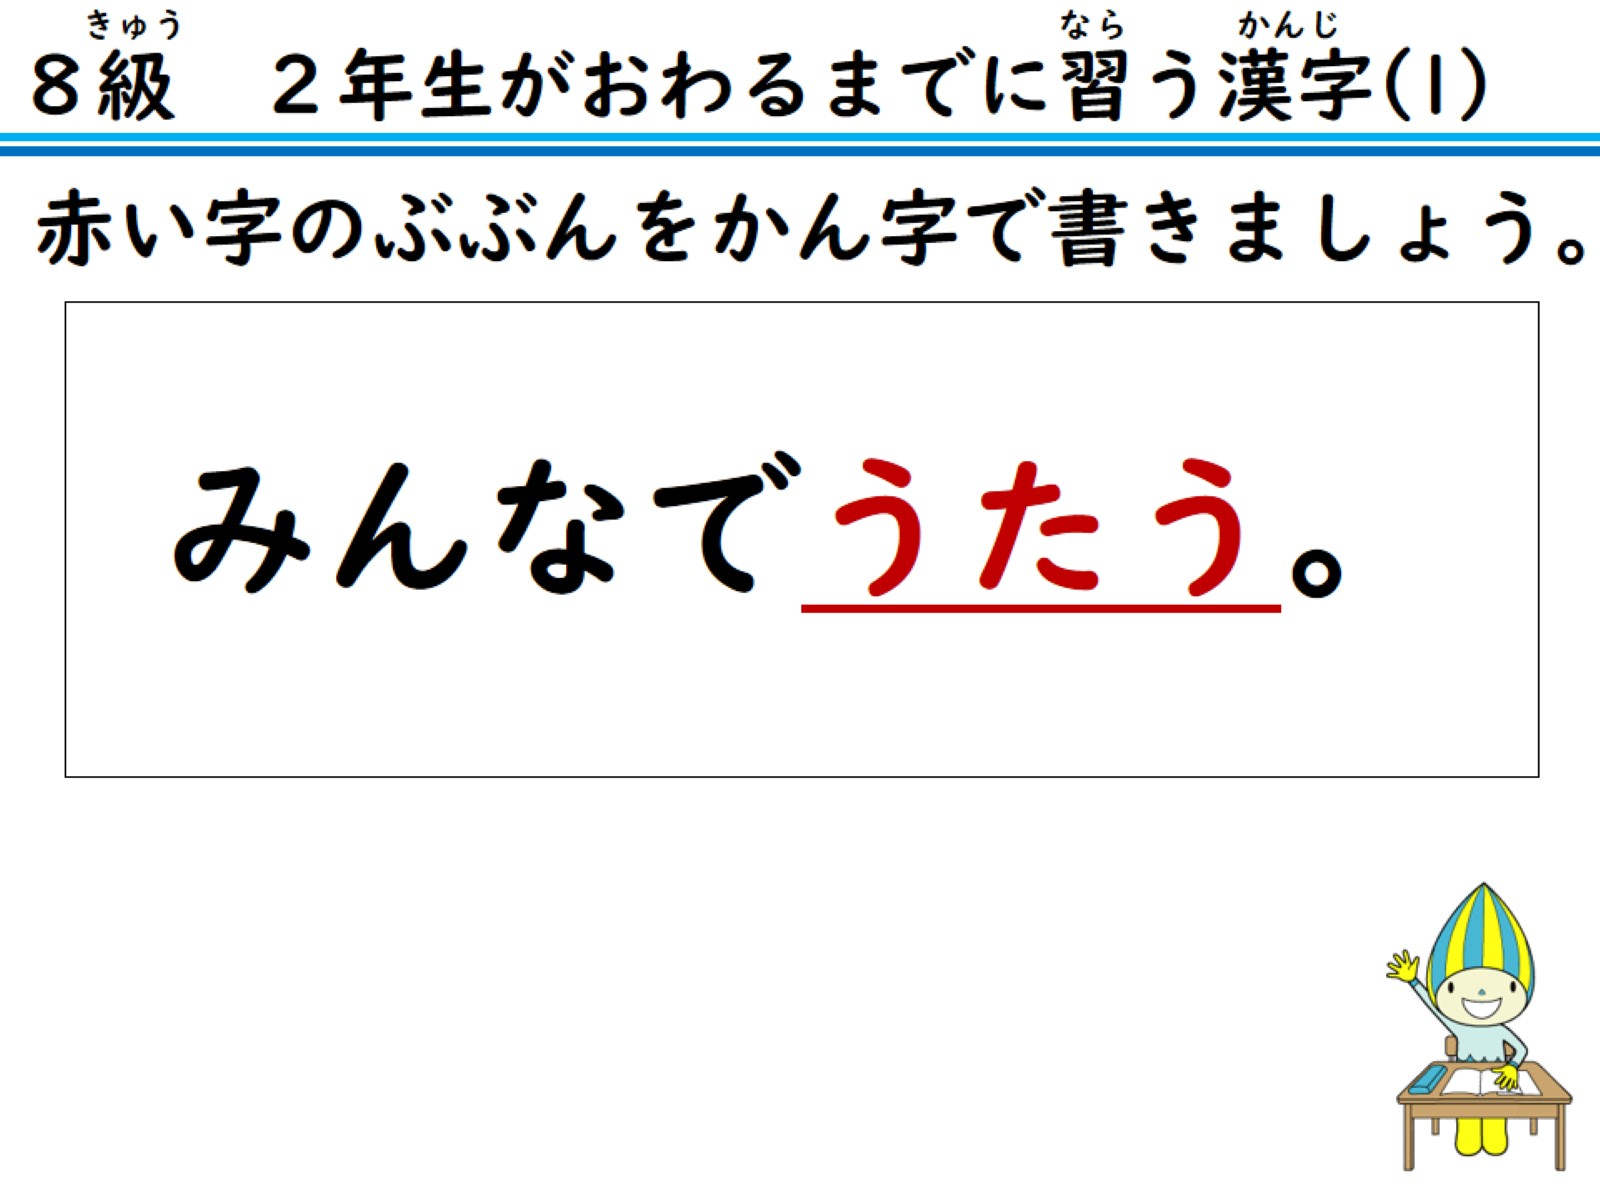 きゅう なら かんじ
８級　２年生がおわるまでに習う漢字(1)
赤い字のぶぶんをかん字で書きましょう。
みんなでうたう。